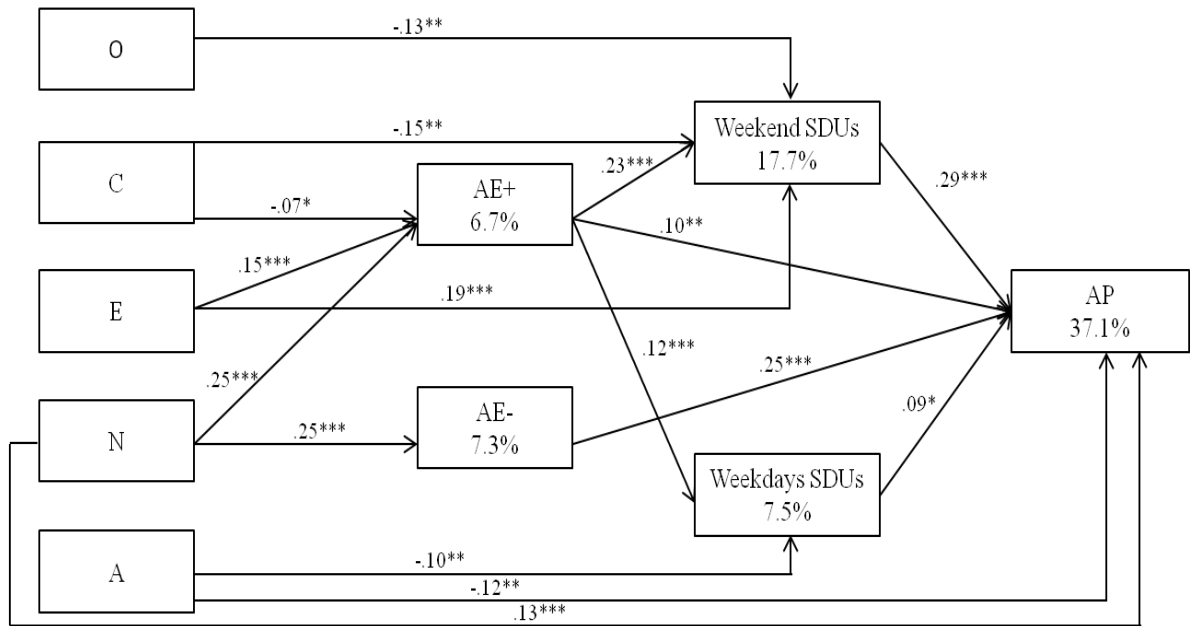 O
-.13**
C
-.15**
-.07*
Weekend SDUs
17.7%
.23***
.29***
AE+
6.7%
.10**
.15***
E
.19***
AP
37.1%
.12***
.25***
.25***
.09*
N
.25***
AE-
7.3%
Weekdays SDUs
7.5%
A
-.10**
-.12**
.13***